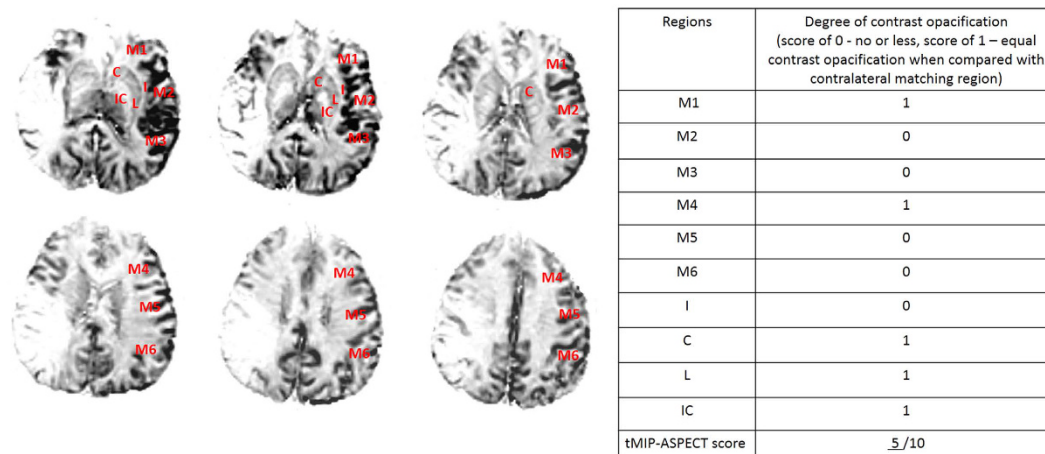 M1
C
I
M2
IC
L
M3
M1
C
I
M2
L
IC
M3
M1
C
M2
M3
M4
M5
M6
M4
M5
M6
M4
M5
M6
Regions
Degree of contrast opacification
(score of 0 - no or less, score of 1 – equal
contrast opacification when compared with
contralateral matching region)
M1 1
M2 0
M3 0
M4 1
M5 0
M6 0
I 0
C 1
L 1
IC 1
tMIP-ASPECT score 5 /10